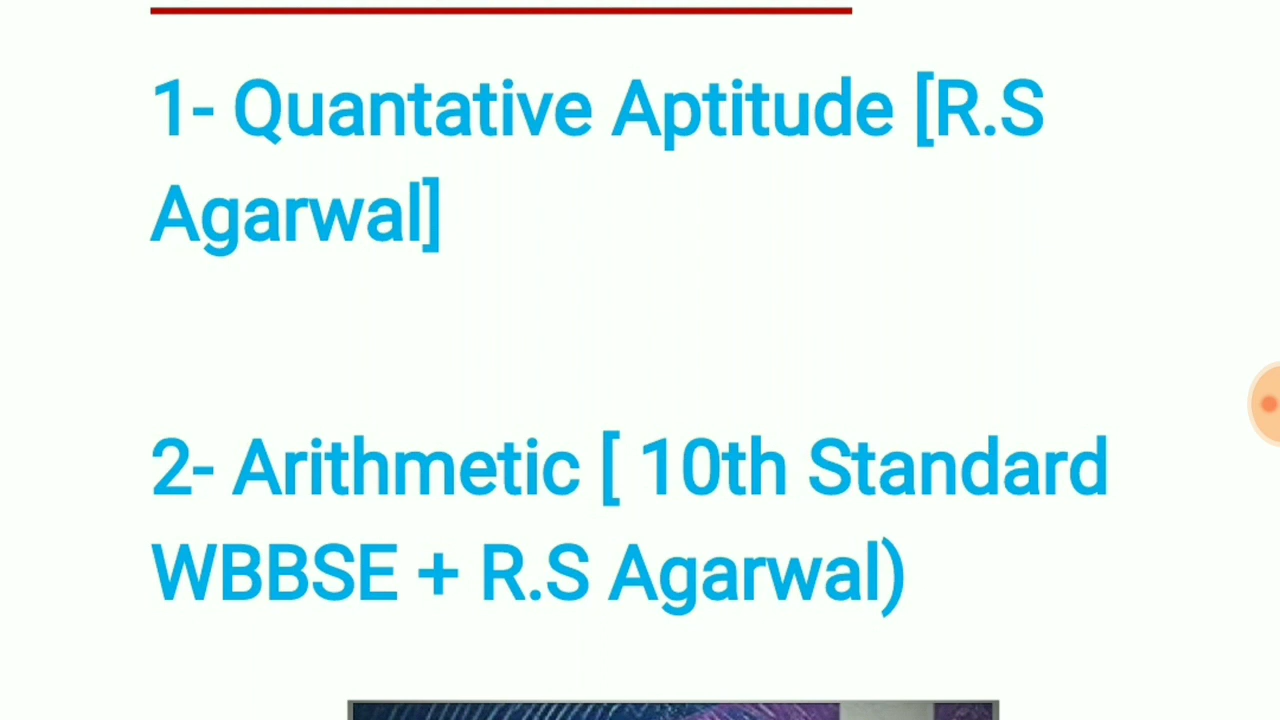 1- Quantative Aptitude [R.S
Agarwal]
2- Arithmetic [ 10th Standard
WBBSE + R.S Agarwal)